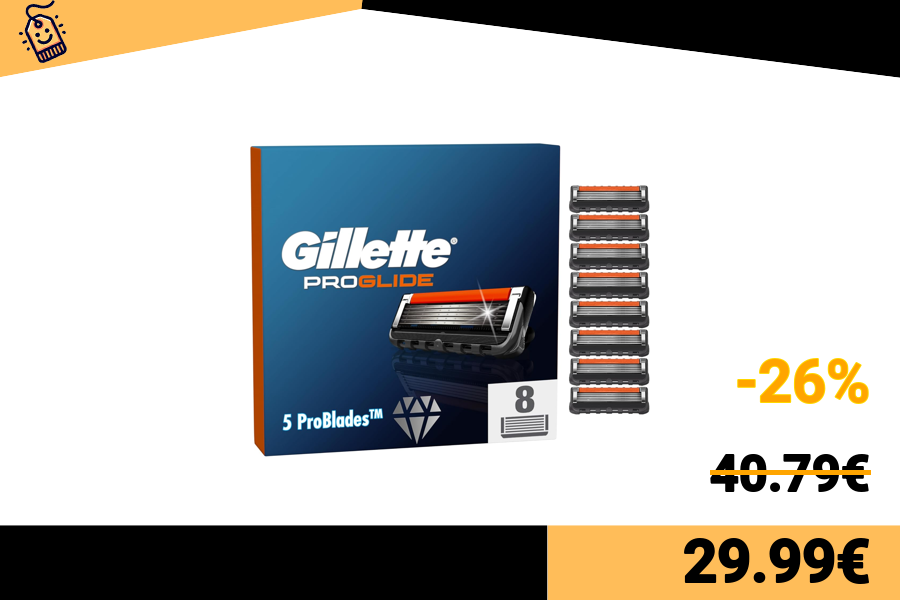 Gillette®
PROGLIDE
5 ProBlades™
8
-26%
40.79€
29.99€